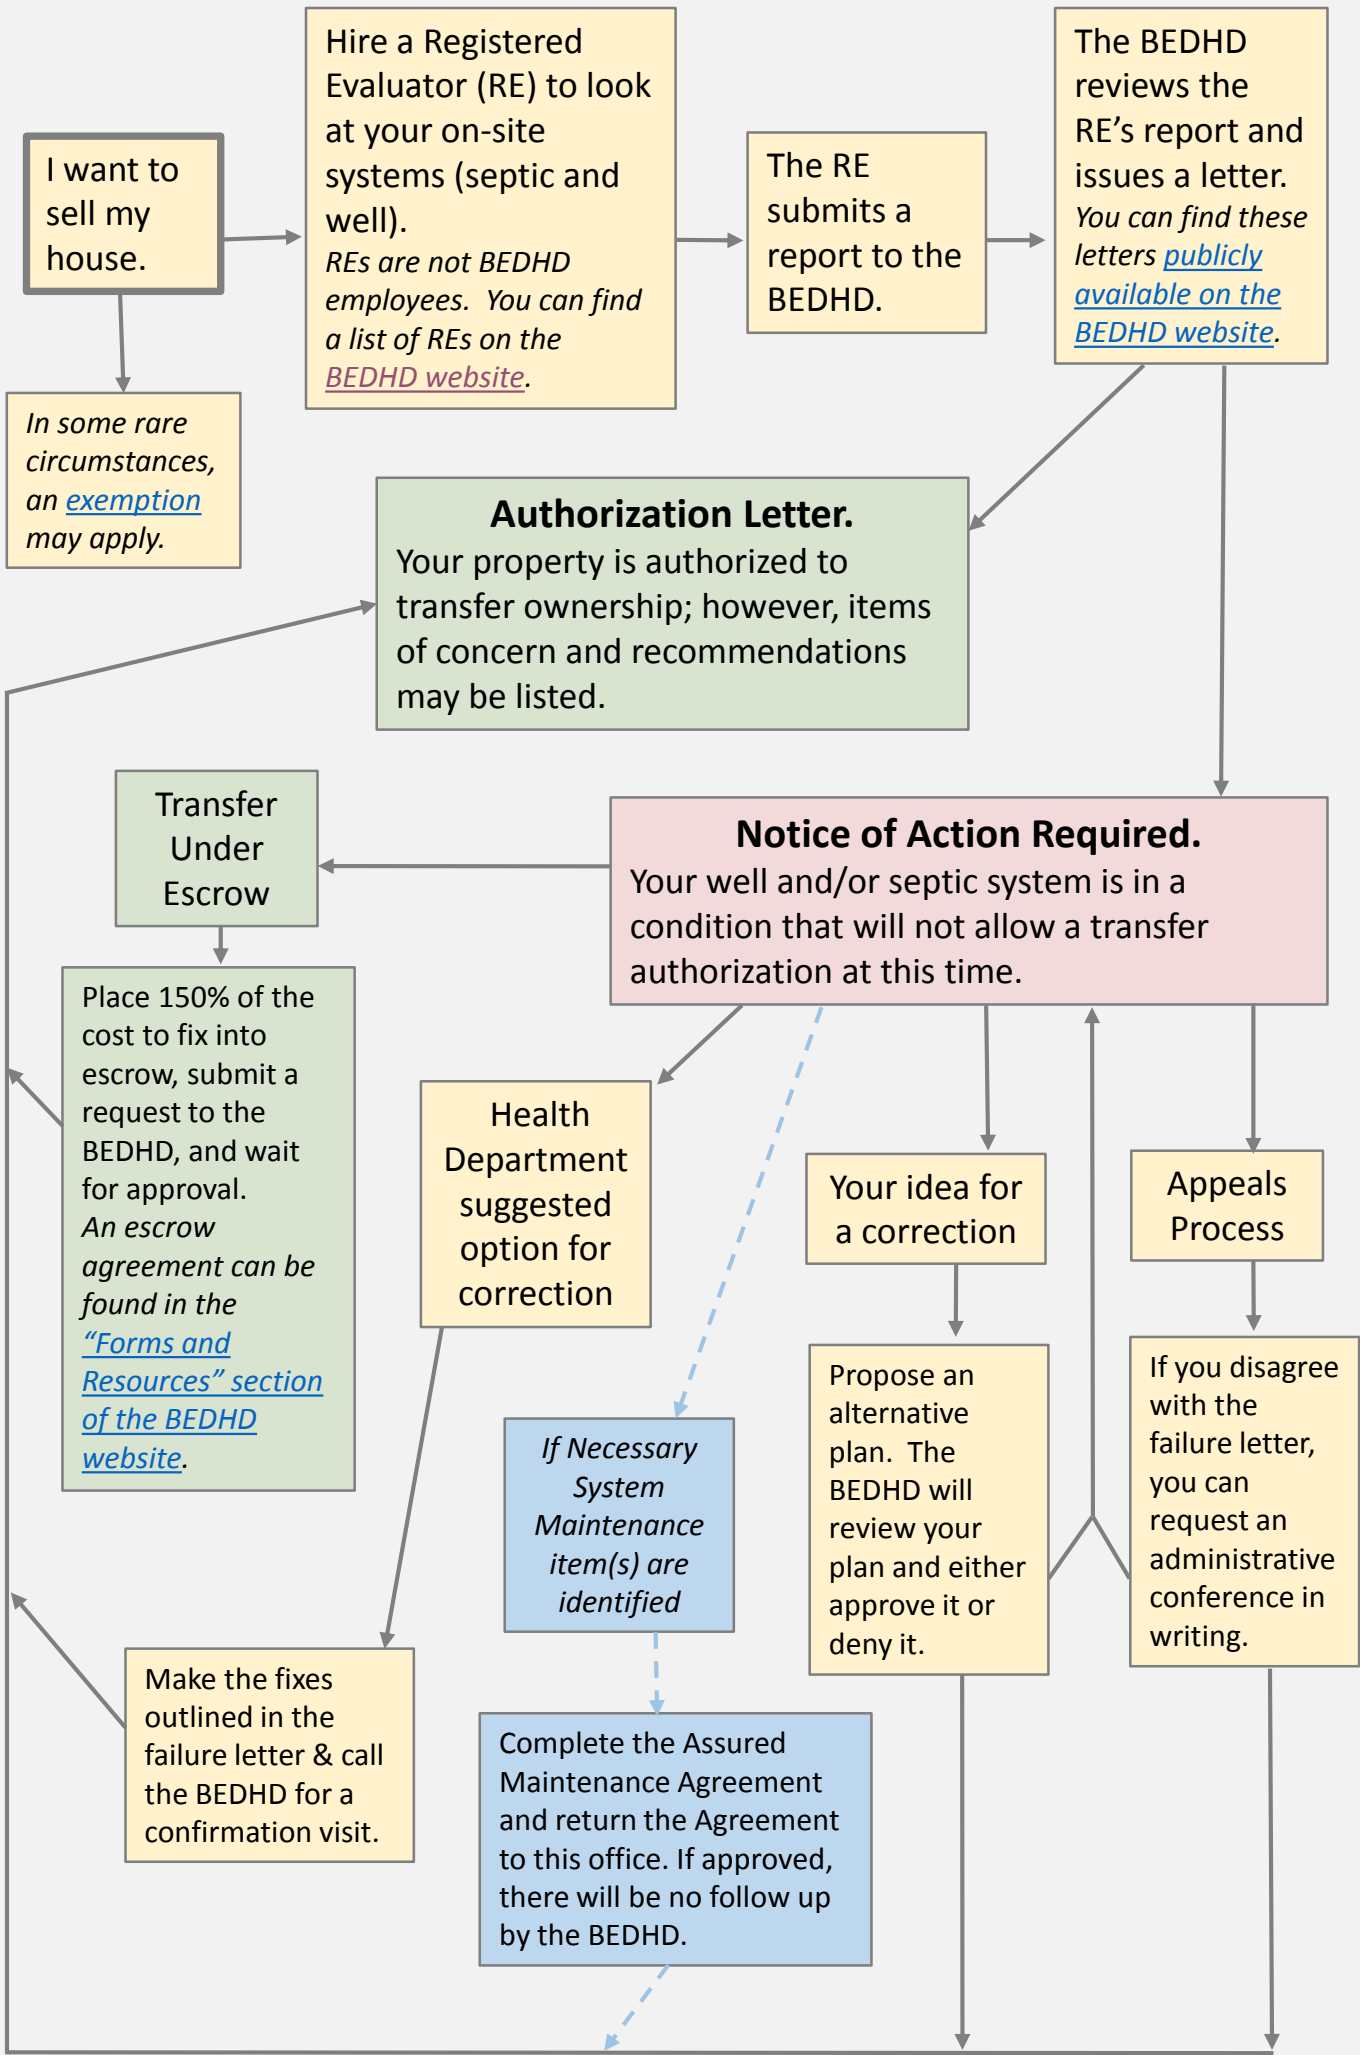 I want to
sell my
house.
Hire a Registered
Evaluator (RE) to look
at your on-site
systems (septic and
well).
REs are not BEDHD
employees.  You can find
a list of REs on the
BEDHD website.
The RE
submits a
report to the
BEDHD.
The BEDHD
reviews the
RE’s report and
issues a letter.
You can find these
letters publicly
available on the
BEDHD website.
In some rare
circumstances,
an exemption
may apply.
Authorization Letter.
Your property is authorized to
transfer ownership; however, items
of concern and recommendations
may be listed.
Transfer
Under
Escrow
Notice of Action Required.
Your well and/or septic system is in a
condition that will not allow a transfer
authorization at this time.
Place 150% of the
cost to fix into
escrow, submit a
request to the
BEDHD, and wait
for approval.
An escrow
agreement can be
found in the
“Forms and
Resources” section
of the BEDHD
website.
Health
Department
suggested
option for
correction
Your idea for
a correction
Appeals
Process
If Necessary
System
Maintenance
item(s) are
identified
Propose an
alternative
plan.  The
BEDHD will
review your
plan and either
approve it or
deny it.
If you disagree
with the
failure letter,
you can
request an
administrative
conference in
writing.
Make the fixes
outlined in the
failure letter & call
the BEDHD for a
confirmation visit.
Complete the Assured
Maintenance Agreement
and return the Agreement
to this office. If approved,
there will be no follow up
by the BEDHD.